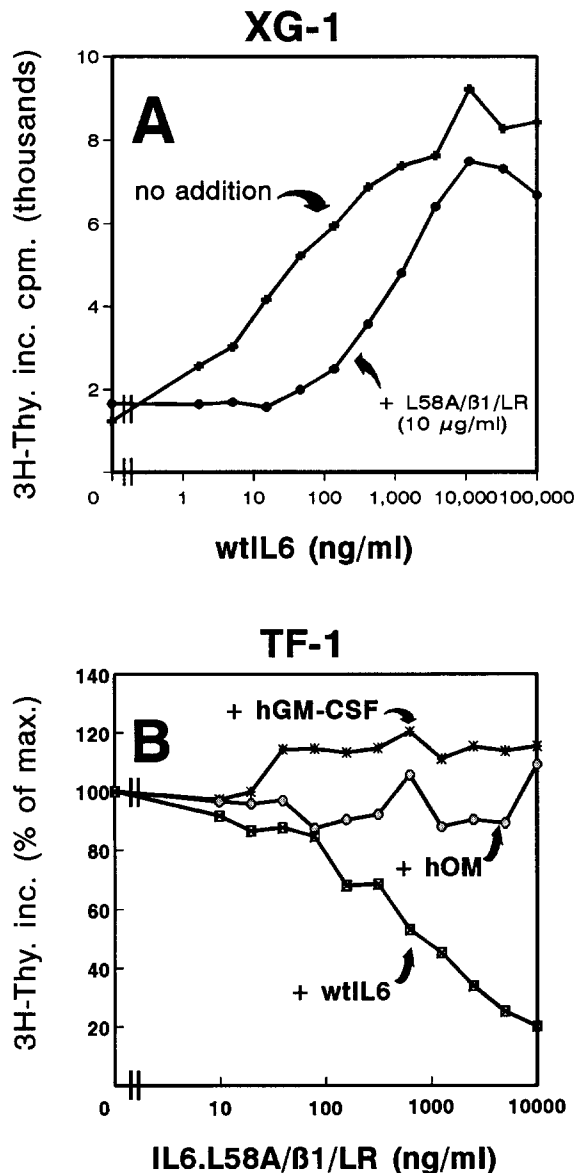 XG-1
A
3H-Thy. inc. cpm. (thousands)
10
8
6
4
2
no addition
+ L58A/ß1/LR
(10 µg/ml)
0 1 10 100 1,000 10,000 100,000
wtIL6 (ng/ml)
TF-1
B
3H-Thy. inc. (% of max.)
140
120
100
80
60
40
20
+ hGM-CSF
+ hOM
+ wtIL6
0 10 100 1000 10000
IL6.L58A/ß1/LR (ng/ml)